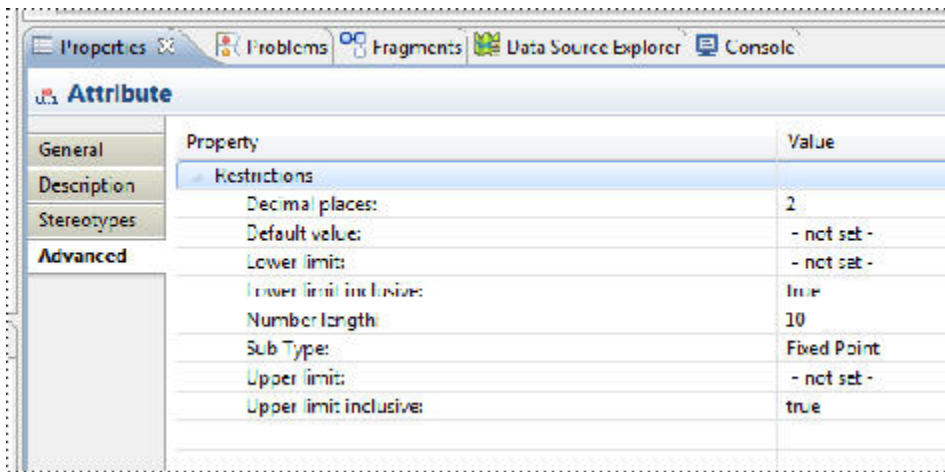 Properties Problems Fragments Data Source Explorer Console
Attribute
General
Description
Stereotypes
Advanced
Property Value
Restrictions
Decimal places: 2
Default value: - not set -
Lower limit: - not set -
Lower limit inclusive: true
Number length: 10
Sub Type: Fixed Point
Upper limit: - not set -
Upper limit inclusive: true